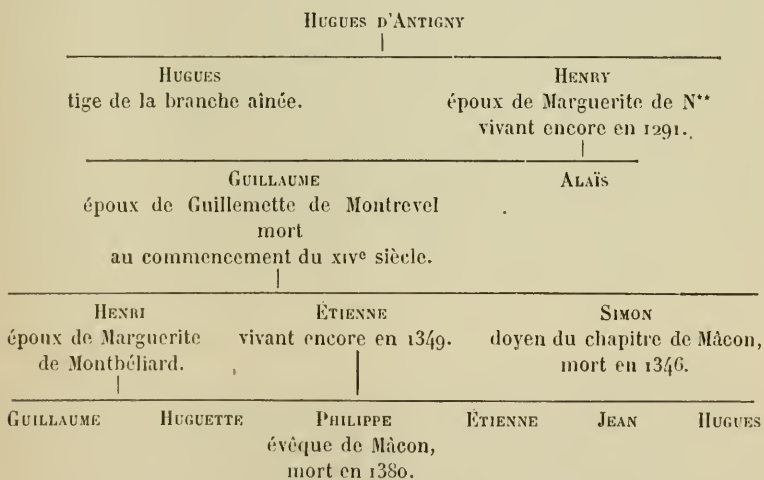 HUGUES D'ANTIGNY
HUGUES HENRY
tige de la branche aînée. époux de Marguerite de N**
vivant encore en 1291.
GUILLAUME ALAÏS
époux de Guillemette de Montrevel
mort
au commencement du XIVe siècle.
HENRI ÉTIENNE SIMON
époux de Marguerite vivant encore en 1349. doyen du chapitre de Mâcon,
de Montbéliard. mort en 1346.
GUILLAUME HUGUETTE PHILIPPE ÉTIENNE JEAN HUGUES
évêque de Mâcon,
mort en 1380.